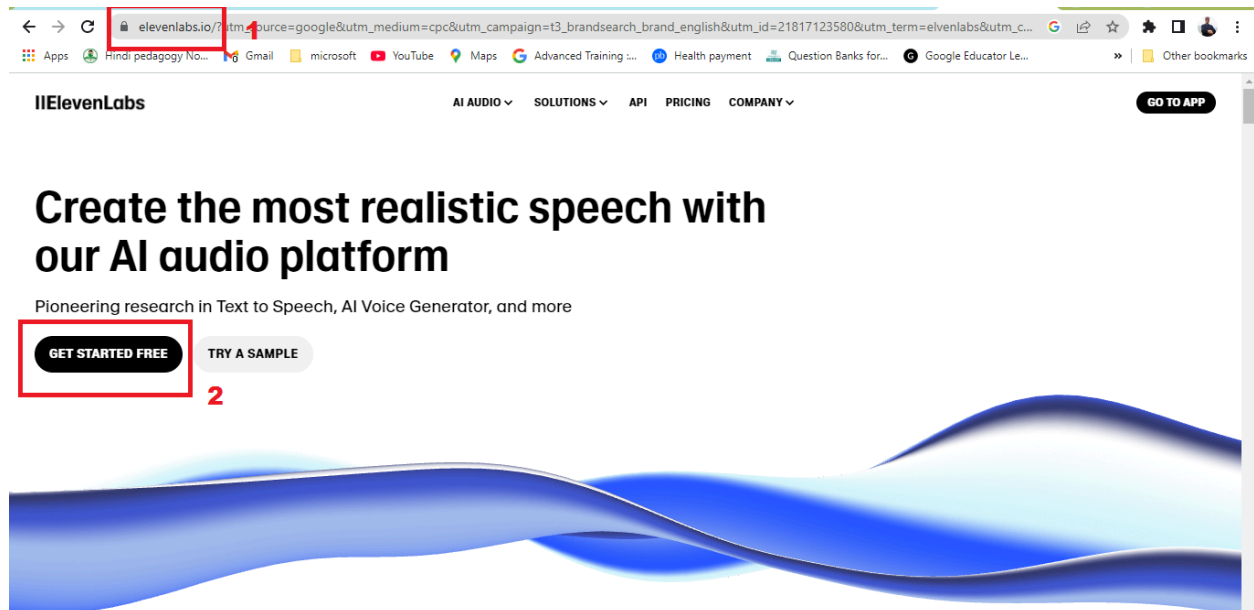 elevenlabs.io/?utm_source=google&utm_medium=cpc&utm_campaign=t3_brandsearch_brand_english&utm_id=21817123580&utm_term=elvenlabs&utm_c...
1
Apps Hindi pedagogy No... Gmail microsoft YouTube Maps Advanced Training :... Health payment Question Banks for... Google Educator Le... » Other bookmarks
IIElevenLabs AI AUDIO SOLUTIONS API PRICING COMPANY GO TO APP
Create the most realistic speech with
our AI audio platform
Pioneering research in Text to Speech, AI Voice Generator, and more
GET STARTED FREE TRY A SAMPLE
2